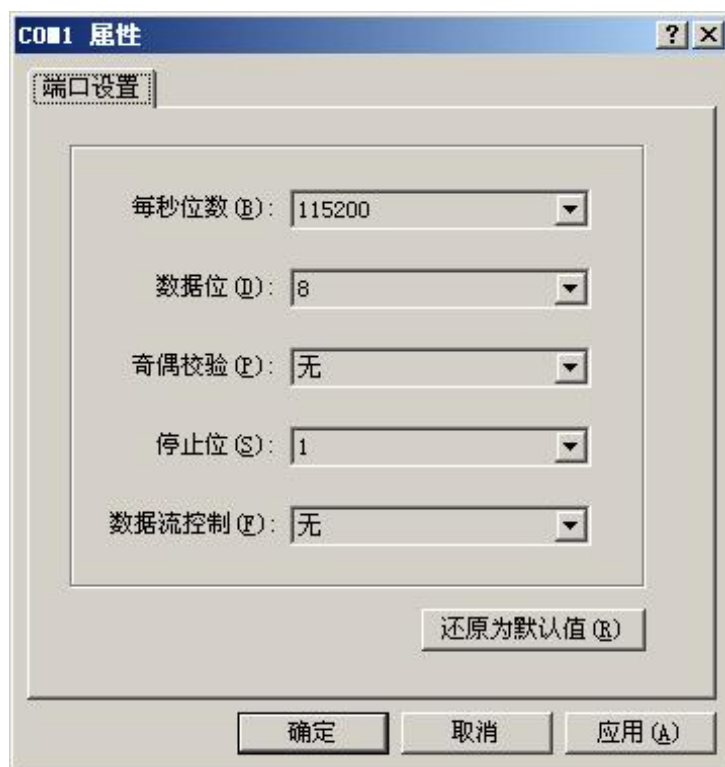 COM1 属性
端口设置
每秒位数(B): 115200
数据位(D): 8
奇偶校验(P): 无
停止位(S): 1
数据流控制(F): 无
还原为默认值(R)
确定 取消 应用(A)